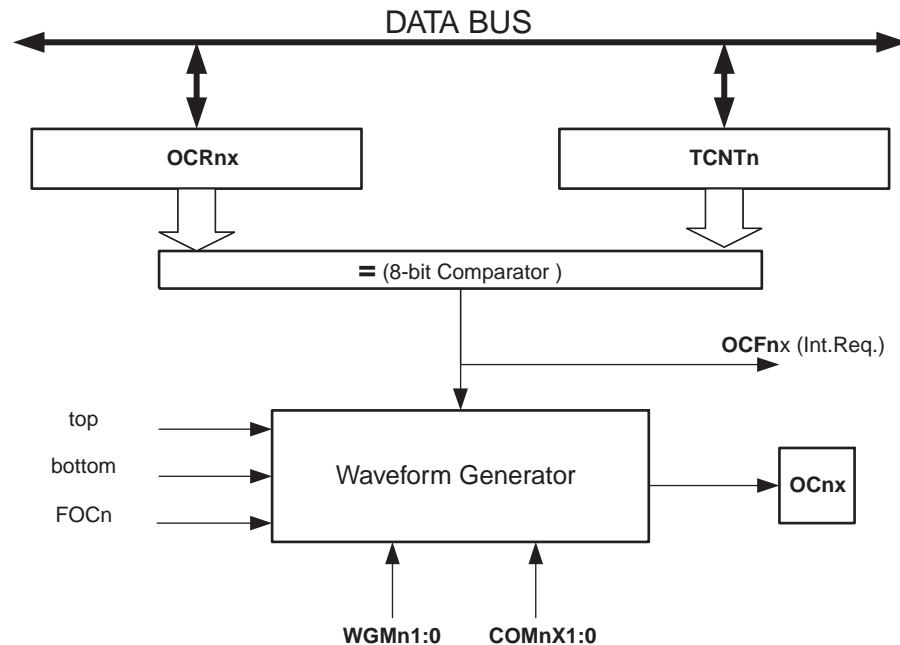 DATA BUS
OCRnx
TCNTn
= (8-bit Comparator )
OCFnx (Int.Req.)
top
bottom
FOCn
Waveform Generator
OCnx
WGMn1:0
COMnX1:0